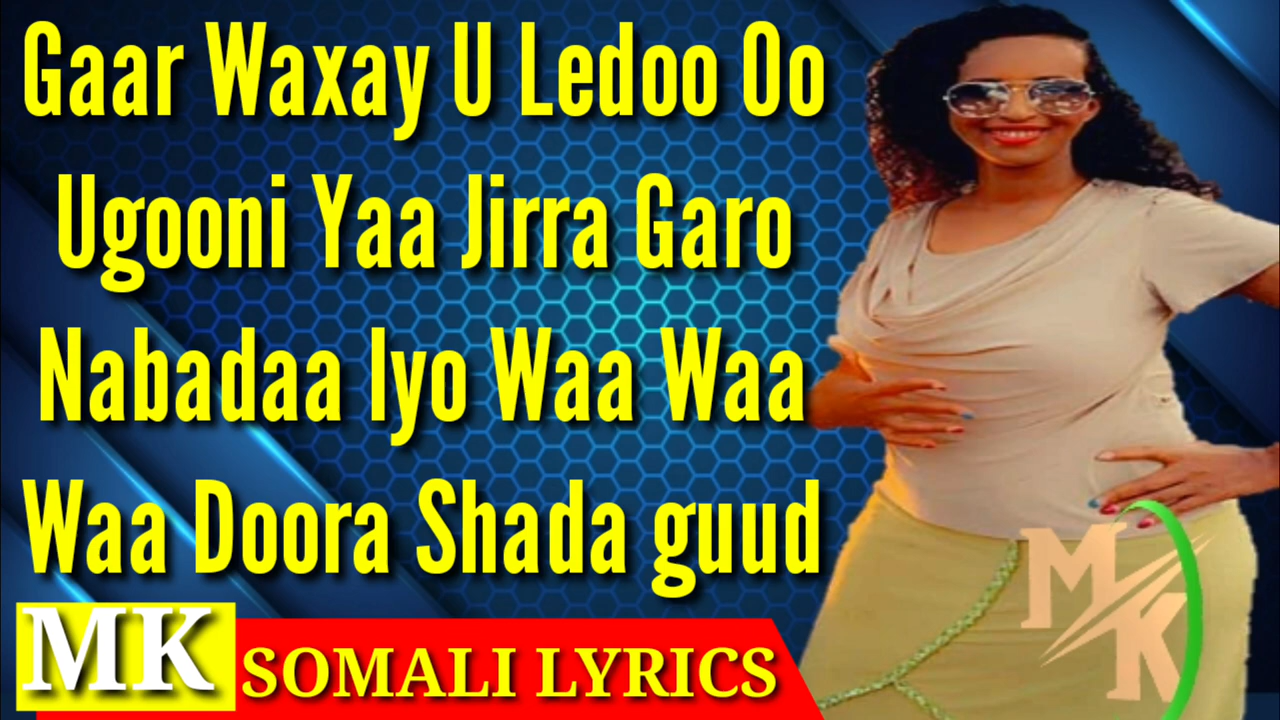 Gaar Waxay U Ledoo Oo
Ugooni Yaa Jirra Garo
Nabadaa Iyo Waa Waa
Waa Doora Shada guud
MK SOMALI LYRICS
MK